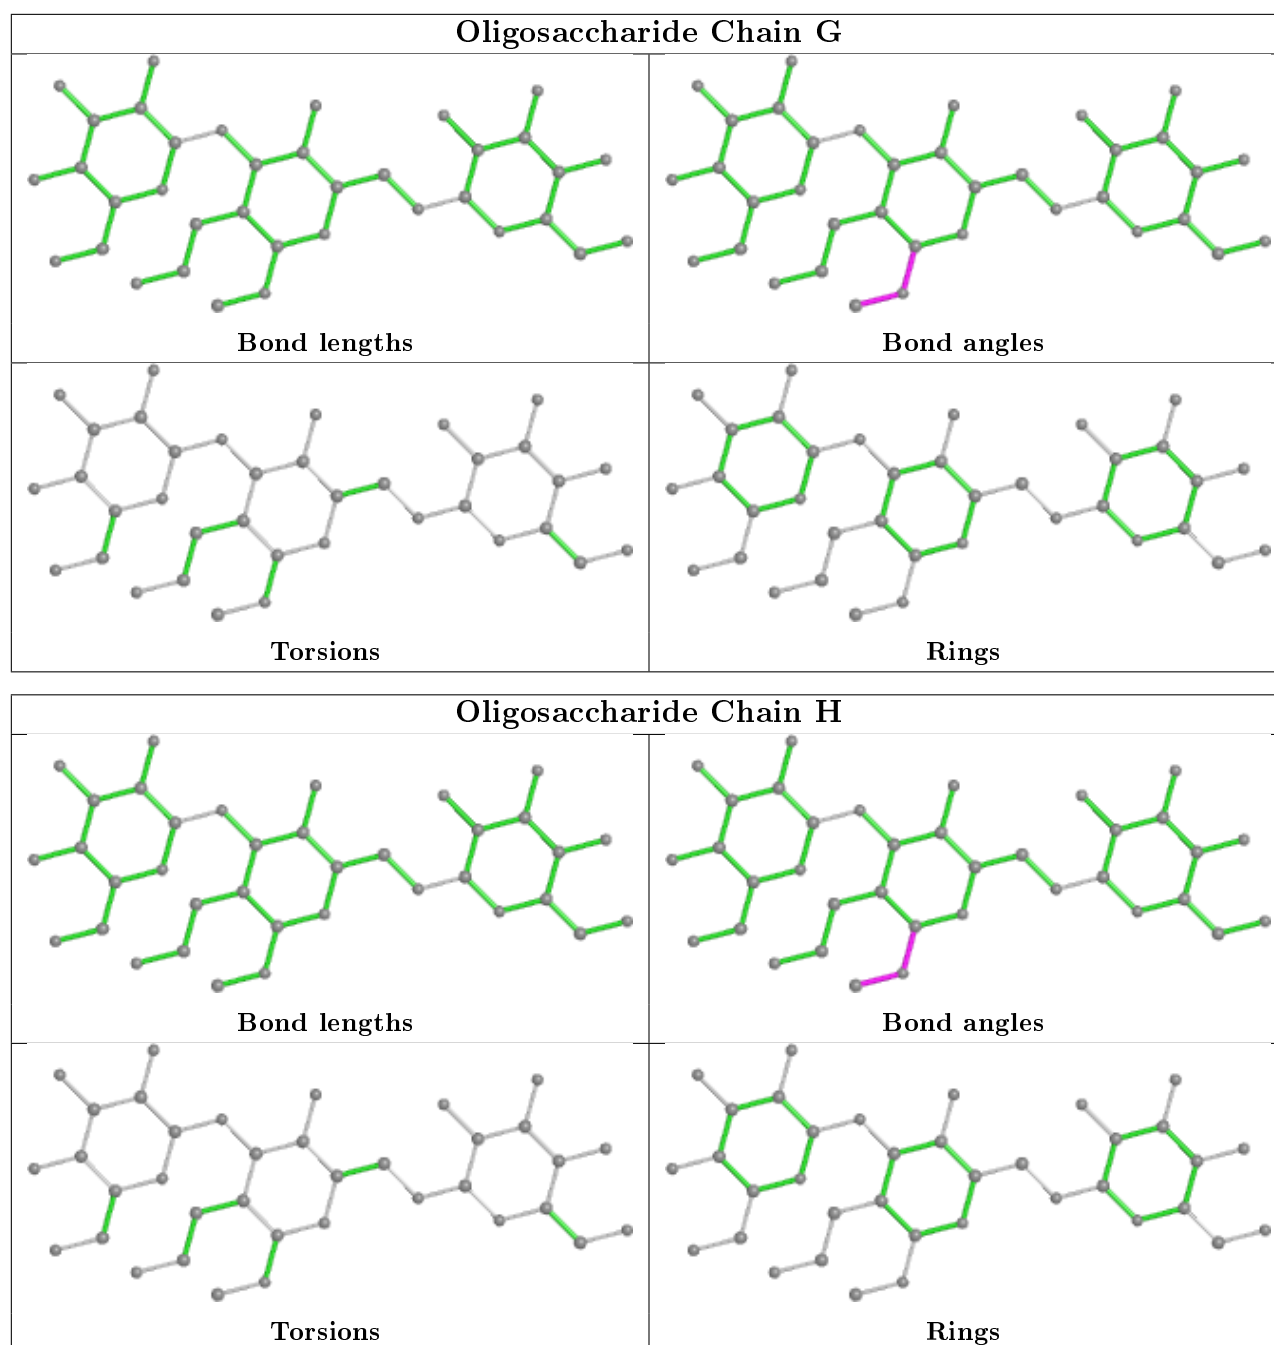 Oligosaccharide Chain G
Bond lengths
Bond angles
Torsions
Rings
Oligosaccharide Chain H
Bond lengths
Bond angles
Torsions
Rings